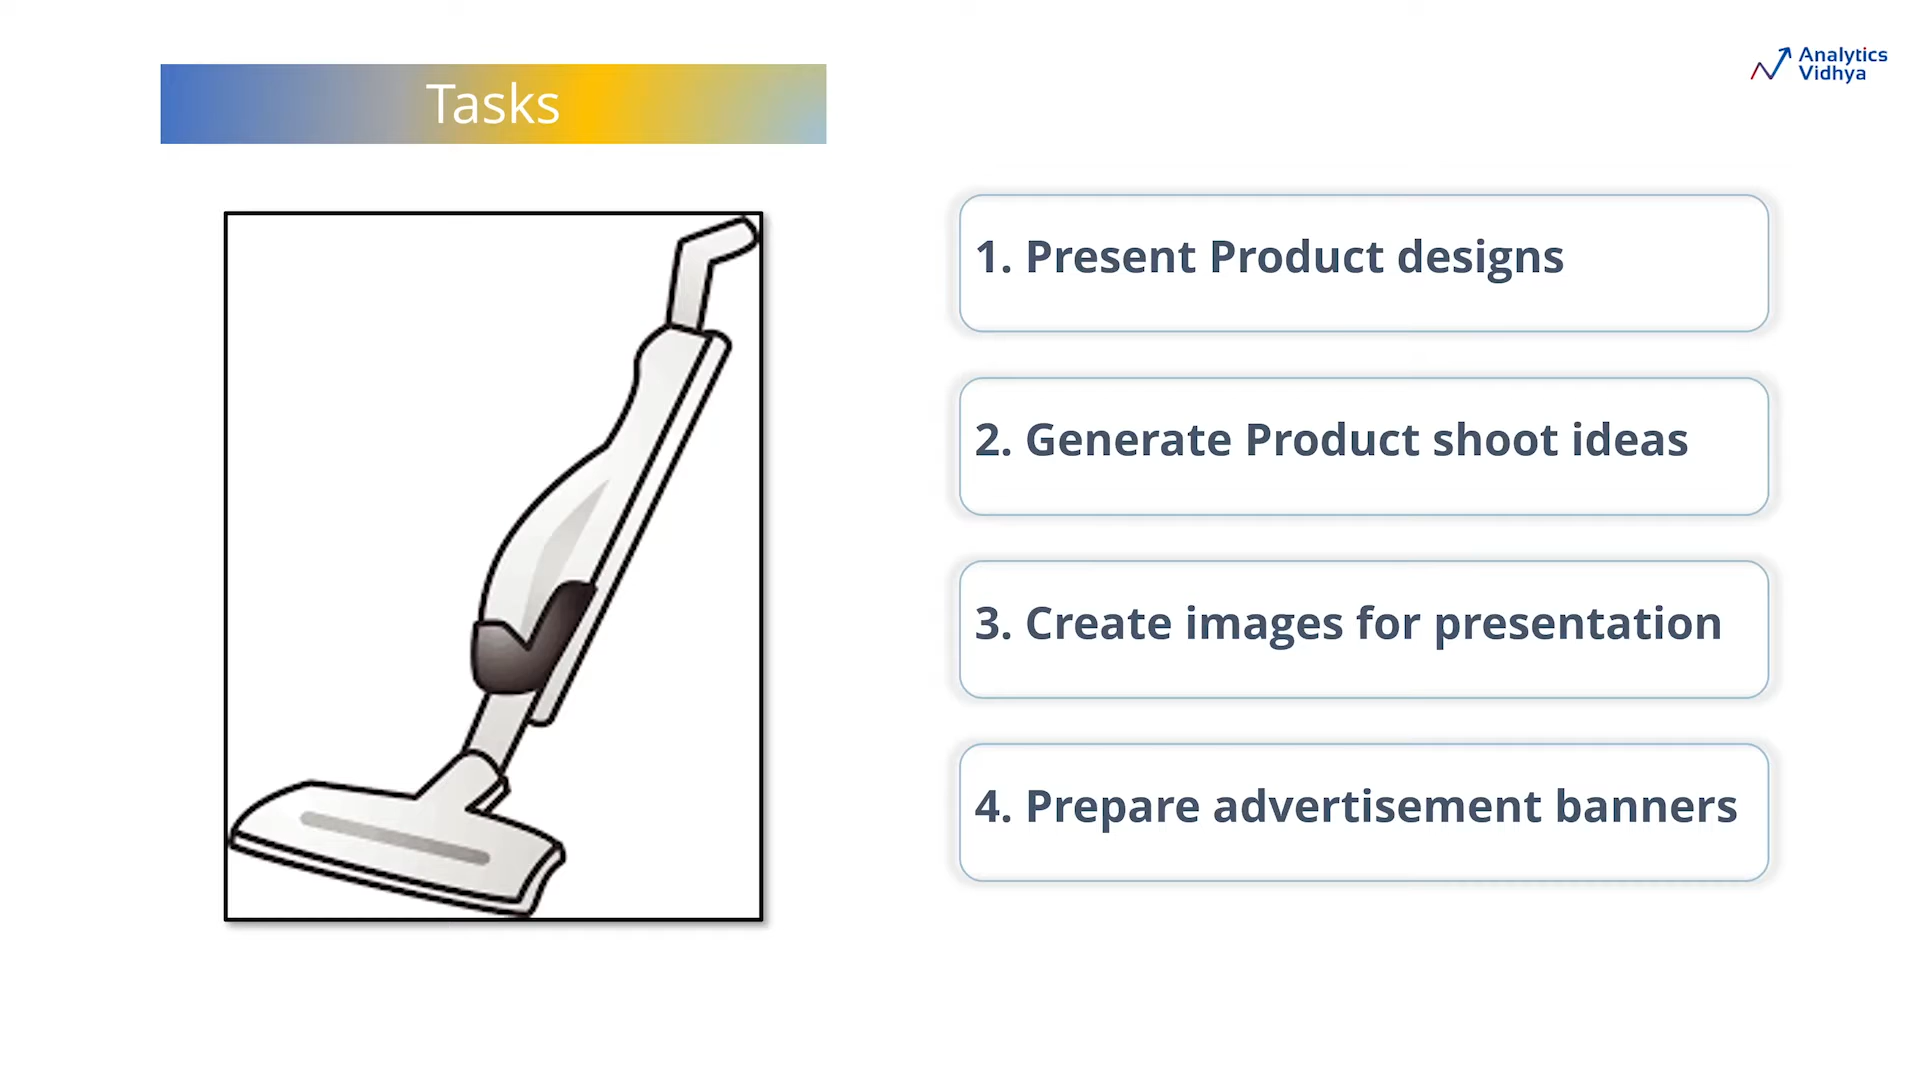 Tasks
Analytics
Vidhya
1. Present Product designs
2. Generate Product shoot ideas
3. Create images for presentation
4. Prepare advertisement banners